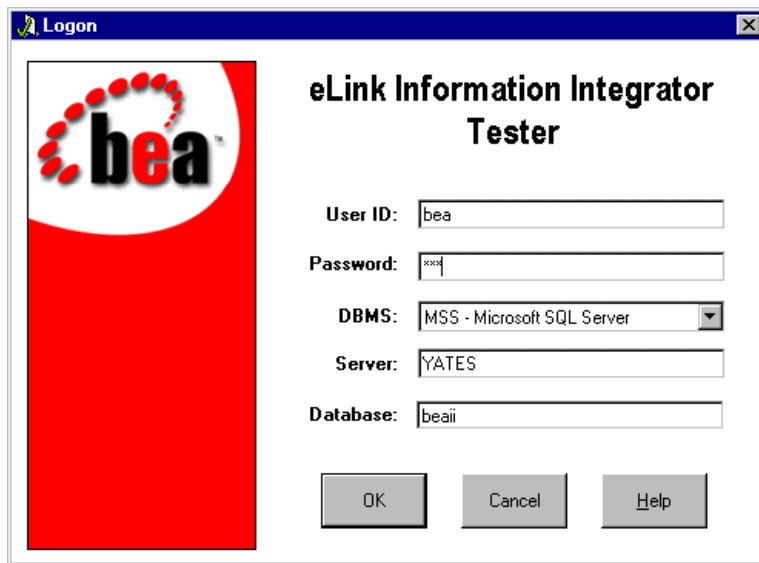 Logon
bea™
eLink Information Integrator
Tester
User ID: bea
Password: ***
DBMS: MSS - Microsoft SQL Server
Server: YATES
Database: beaii
OK Cancel Help